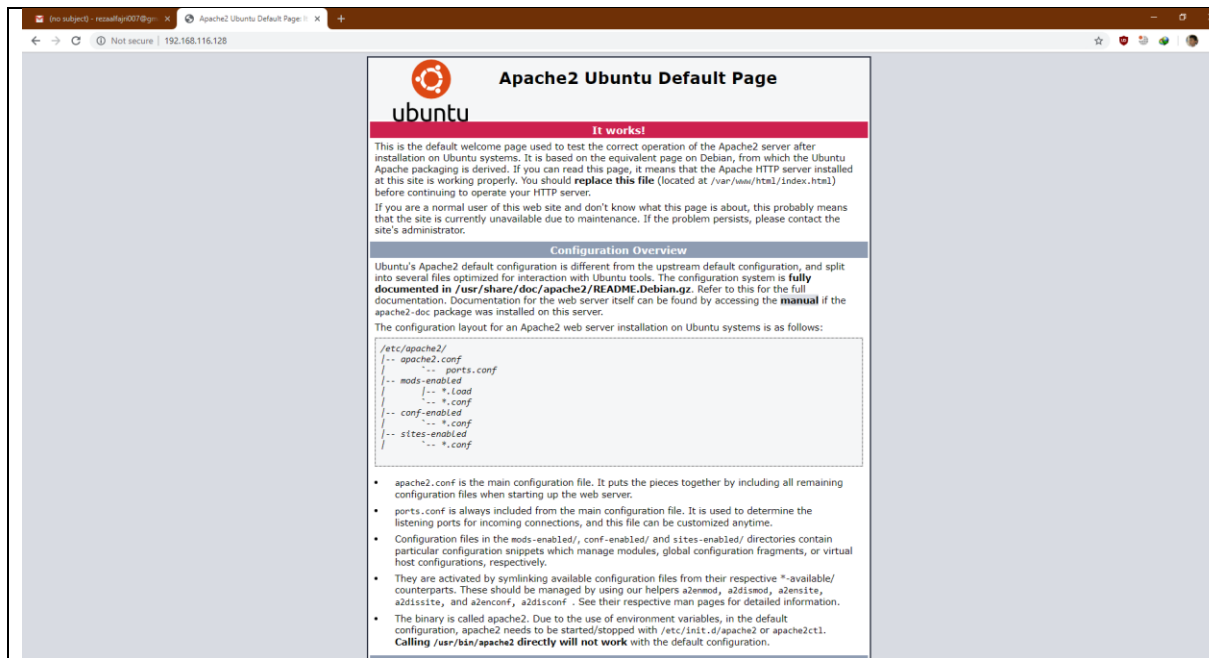 (no subject) - rezaalfajri007@gm
Apache2 Ubuntu Default Page: It
Not secure | 192.168.116.128
ubuntu
Apache2 Ubuntu Default Page
It works!
This is the default welcome page used to test the correct operation of the Apache2 server after
installation on Ubuntu systems. It is based on the equivalent page on Debian, from which the Ubuntu
Apache packaging is derived. If you can read this page, it means that the Apache HTTP server installed
at this site is working properly. You should replace this file (located at /var/www/html/index.html)
before continuing to operate your HTTP server.
If you are a normal user of this web site and don't know what this page is about, this probably means
that the site is currently unavailable due to maintenance. If the problem persists, please contact the
site's administrator.
Configuration Overview
Ubuntu's Apache2 default configuration is different from the upstream default configuration, and split
into several files optimized for interaction with Ubuntu tools. The configuration system is fully
documented in /usr/share/doc/apache2/README.Debian.gz. Refer to this for the full
documentation. Documentation for the web server itself can be found by accessing the manual if the
apache2-doc package was installed on this server.
The configuration layout for an Apache2 web server installation on Ubuntu systems is as follows:
/etc/apache2/
|-- apache2.conf
|       `--  ports.conf
|-- mods-enabled
|       |-- *.load
|       `-- *.conf
|-- conf-enabled
|       `-- *.conf
|-- sites-enabled
|       `-- *.conf
• apache2.conf is the main configuration file. It puts the pieces together by including all remaining
configuration files when starting up the web server.
• ports.conf is always included from the main configuration file. It is used to determine the
listening ports for incoming connections, and this file can be customized anytime.
• Configuration files in the mods-enabled/, conf-enabled/ and sites-enabled/ directories contain
particular configuration snippets which manage modules, global configuration fragments, or virtual
host configurations, respectively.
• They are activated by symlinking available configuration files from their respective *-available/
counterparts. These should be managed by using our helpers a2enmod, a2dismod, a2ensite,
a2dissite, and a2enconf, a2disconf . See their respective man pages for detailed information.
• The binary is called apache2. Due to the use of environment variables, in the default
configuration, apache2 needs to be started/stopped with /etc/init.d/apache2 or apache2ctl.
Calling /usr/bin/apache2 directly will not work with the default configuration.